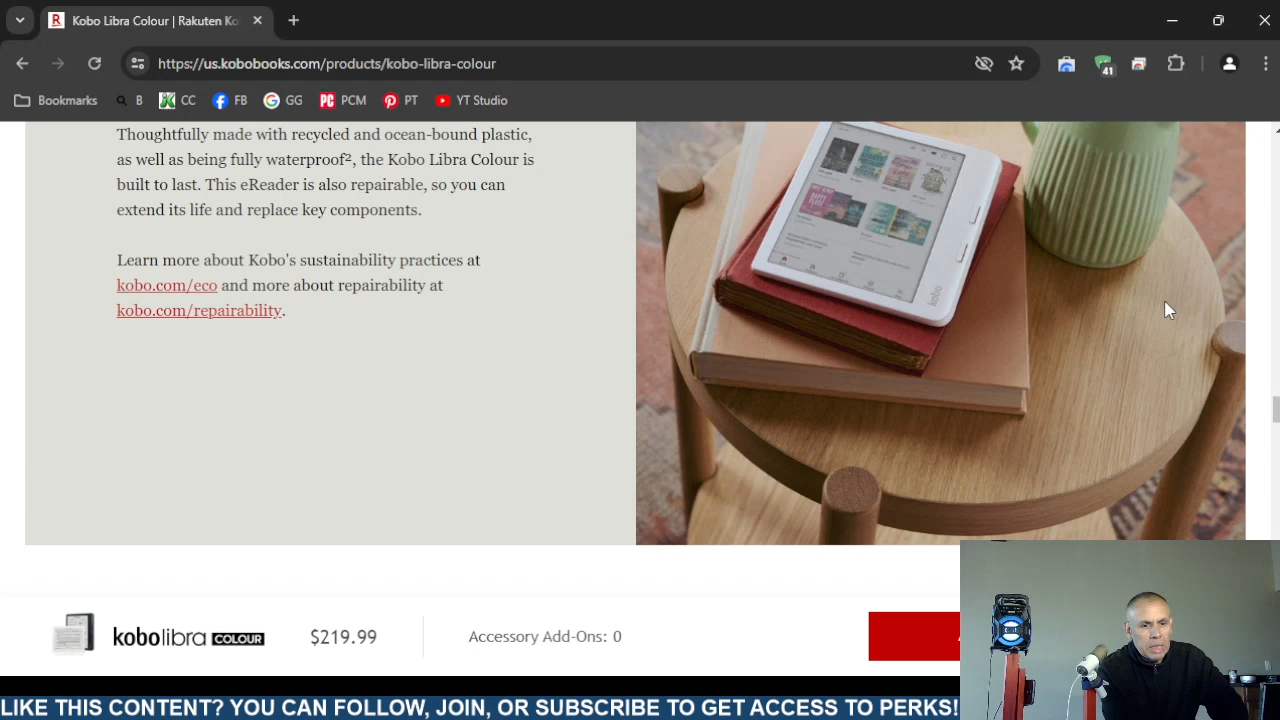 Kobo Libra Colour | Rakuten Ko
https://us.kobobooks.com/products/kobo-libra-colour
41
Bookmarks B CC FB GG PCM PT YT Studio
Thoughtfully made with recycled and ocean-bound plastic,
as well as being fully waterproof², the Kobo Libra Colour is
built to last. This eReader is also repairable, so you can
extend its life and replace key components.
Learn more about Kobo's sustainability practices at
kobo.com/eco and more about repairability at
kobo.com/repairability.
kobo
kobo libra COLOUR $219.99 Accessory Add-Ons: 0
LIKE THIS CONTENT? YOU CAN FOLLOW, JOIN, OR SUBSCRIBE TO GET ACCESS TO PERKS!